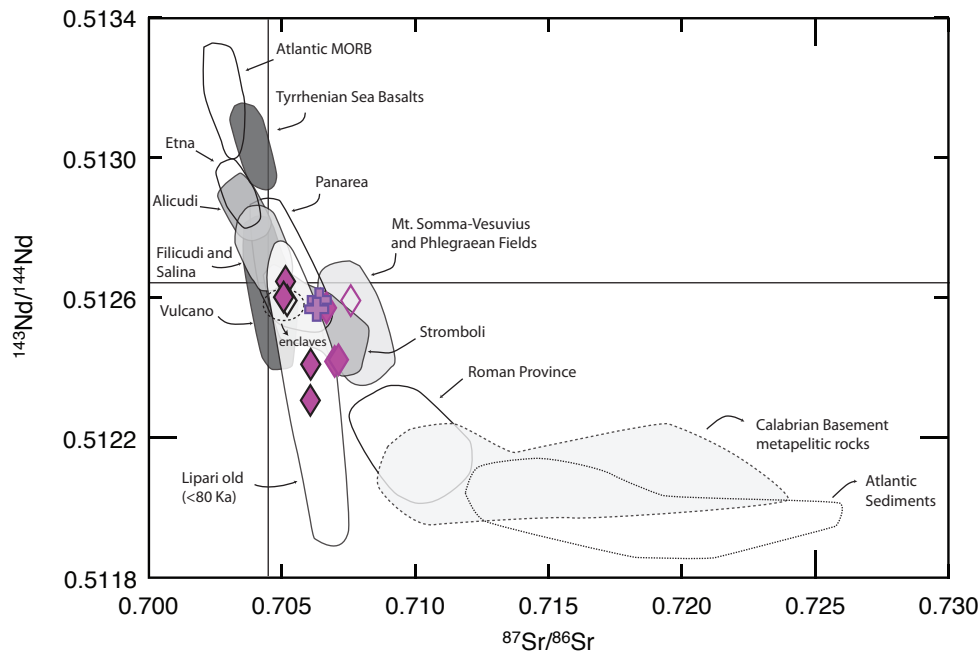 0.5134
Atlantic MORB
Tyrrhenian Sea Basalts
Etna
0.5130
Panarea
Alicudi
Mt. Somma-Vesuvius
and Phlegraean Fields
Filicudi and
Salina
143Nd/144Nd
0.5126
Vulcano
Stromboli
enclaves
Roman Province
0.5122
Calabrian Basement
metapelitic rocks
Lipari old
(<80 Ka)
Atlantic
Sediments
0.5118
0.700 0.705 0.710 0.715 0.720 0.725 0.730
87Sr/86Sr